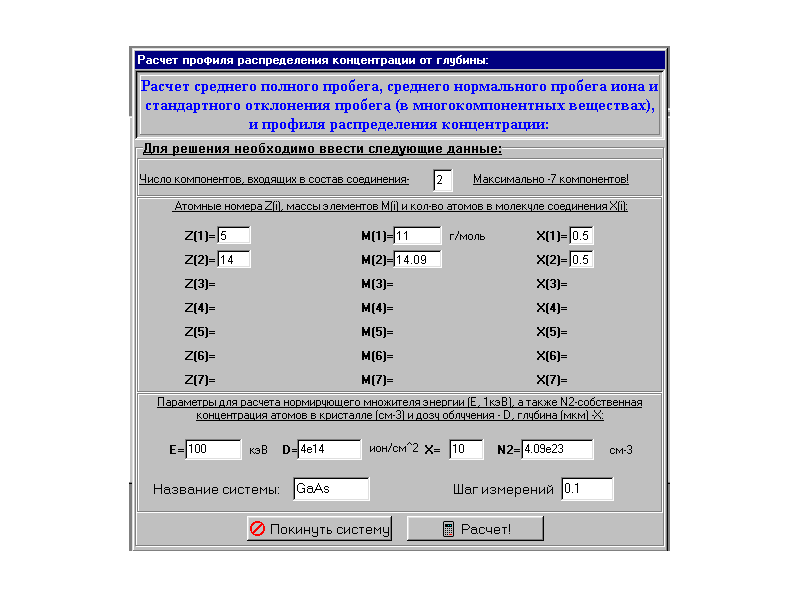 Расчет профиля распределения концентрации от глубины:
Расчет среднего полного пробега, среднего нормального пробега иона и
стандартного отклонения пробега (в многокомпонентных веществах),
и профиля распределения концентрации:
Для решения необходимо ввести следующие данные:
Число компонентов, входящих в состав соединения- 2 Максимально -7 компонентов!
Атомные номера Z(i), массы элементов M(i) и кол-во атомов в молекуле соединения X(i):
Z(1)= 5 M(1)= 11 г/моль X(1)= 0.5
Z(2)= 14 M(2)= 14.09 X(2)= 0.5
Z(3)= M(3)= X(3)=
Z(4)= M(4)= X(4)=
Z(5)= M(5)= X(5)=
Z(6)= M(6)= X(6)=
Z(7)= M(7)= X(7)=
Параметры для расчета нормирующего множителя энергии (Е, 1кэВ), а также N2-собственная
концентрация атомов в кристалле (см-3) и дозу облучения - D, глубина (мкм) -X:
E= 100 кэВ D= 4e14 ион/см^2 X= 10 N2= 4.09e23 см-3
Название системы: GaAs Шаг измерений 0.1
Покинуть систему Расчет!